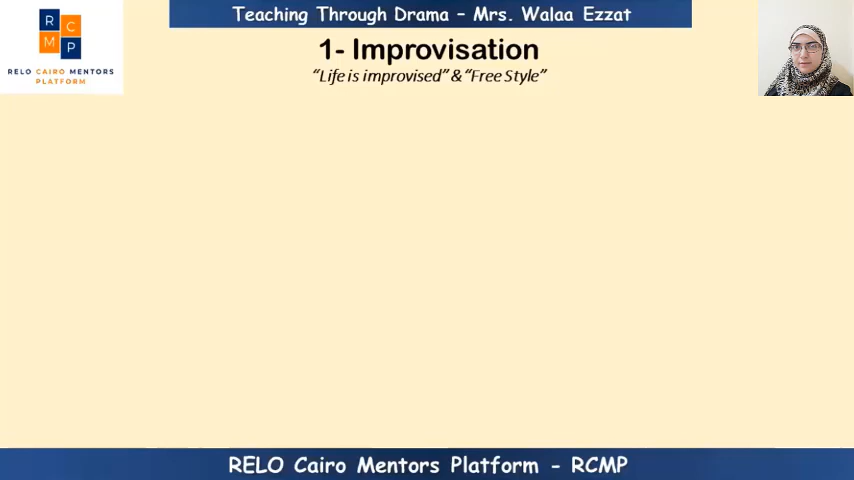 Teaching Through Drama – Mrs. Walaa Ezzat
R
C
M
P
RELO CAIRO MENTORS
PLATFORM
1- Improvisation
“Life is improvised” & “Free Style”
RELO Cairo Mentors Platform - RCMP